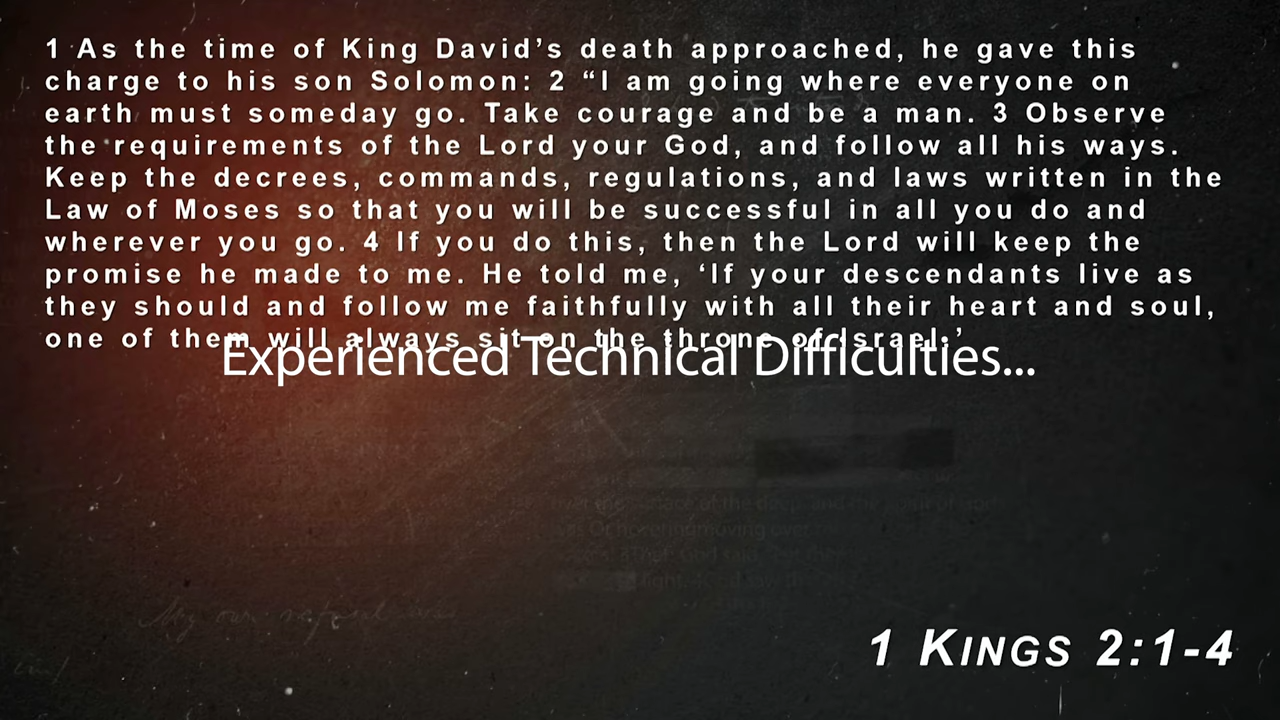 1 As the time of King David’s death approached, he gave this
charge to his son Solomon: 2 “I am going where everyone on
earth must someday go. Take courage and be a man. 3 Observe
the requirements of the Lord your God, and follow all his ways.
Keep the decrees, commands, regulations, and laws written in the
Law of Moses so that you will be successful in all you do and
wherever you go. 4 If you do this, then the Lord will keep the
promise he made to me. He told me, ‘If your descendants live as
they should and follow me faithfully with all their heart and soul,
one of them will always sit on the throne of Israel.’
Experienced Technical Difficulties...
1 KINGS 2:1-4